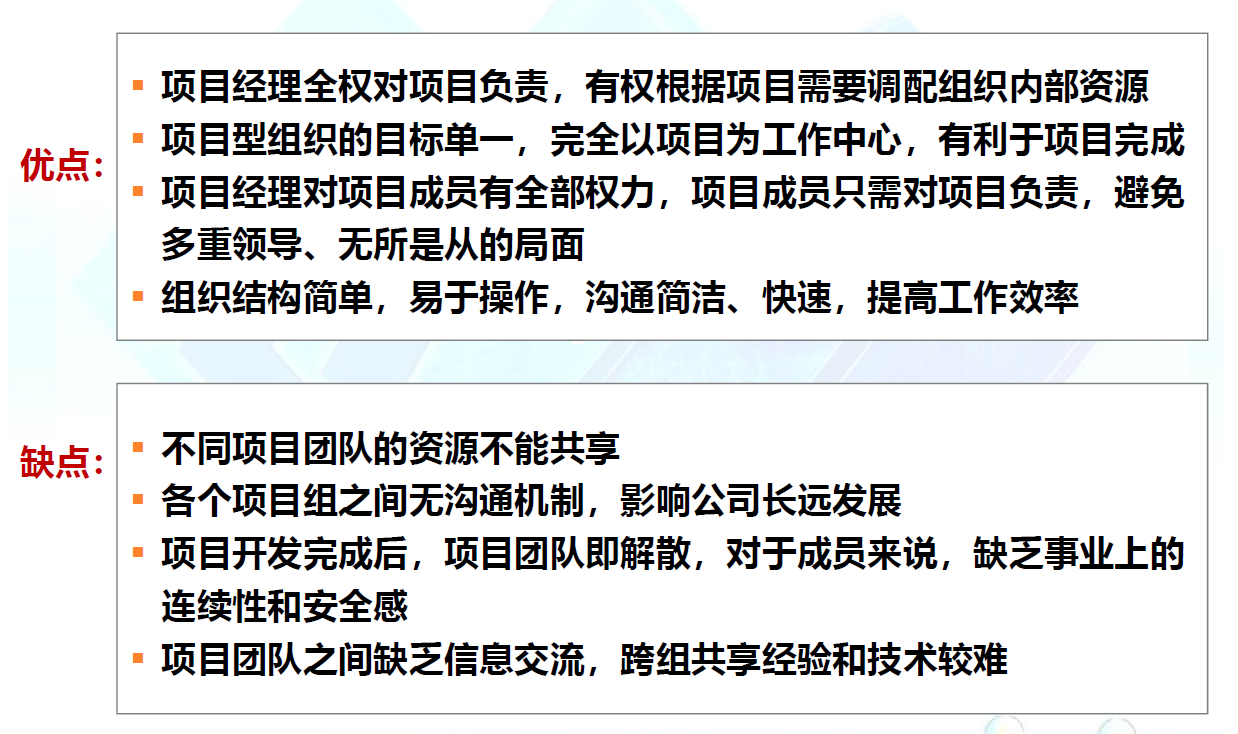 优点：
▪ 项目经理全权对项目负责，有权根据项目需要调配组织内部资源
▪ 项目型组织的目标单一，完全以项目为工作中心，有利于项目完成
▪ 项目经理对项目成员有全部权力，项目成员只需对项目负责，避免
多重领导、无所是从的局面
▪ 组织结构简单，易于操作，沟通简洁、快速，提高工作效率
缺点：
▪ 不同项目团队的资源不能共享
▪ 各个项目组之间无沟通机制，影响公司长远发展
▪ 项目开发完成后，项目团队即解散，对于成员来说，缺乏事业上的
连续性和安全感
▪ 项目团队之间缺乏信息交流，跨组共享经验和技术较难